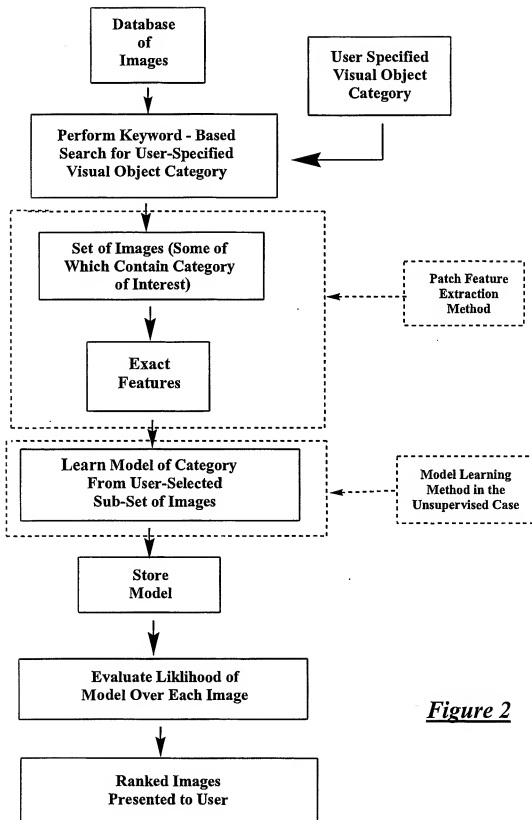 Database
of
Images
User Specified
Visual Object
Category
Perform Keyword - Based
Search for User-Specified
Visual Object Category
Set of Images (Some of
Which Contain Category
of Interest)
Patch Feature
Extraction
Method
Exact
Features
Learn Model of Category
From User-Selected
Sub-Set of Images
Model Learning
Method in the
Unsupervised Case
Store
Model
Evaluate Liklihood of
Model Over Each Image
Figure 2
Ranked Images
Presented to User